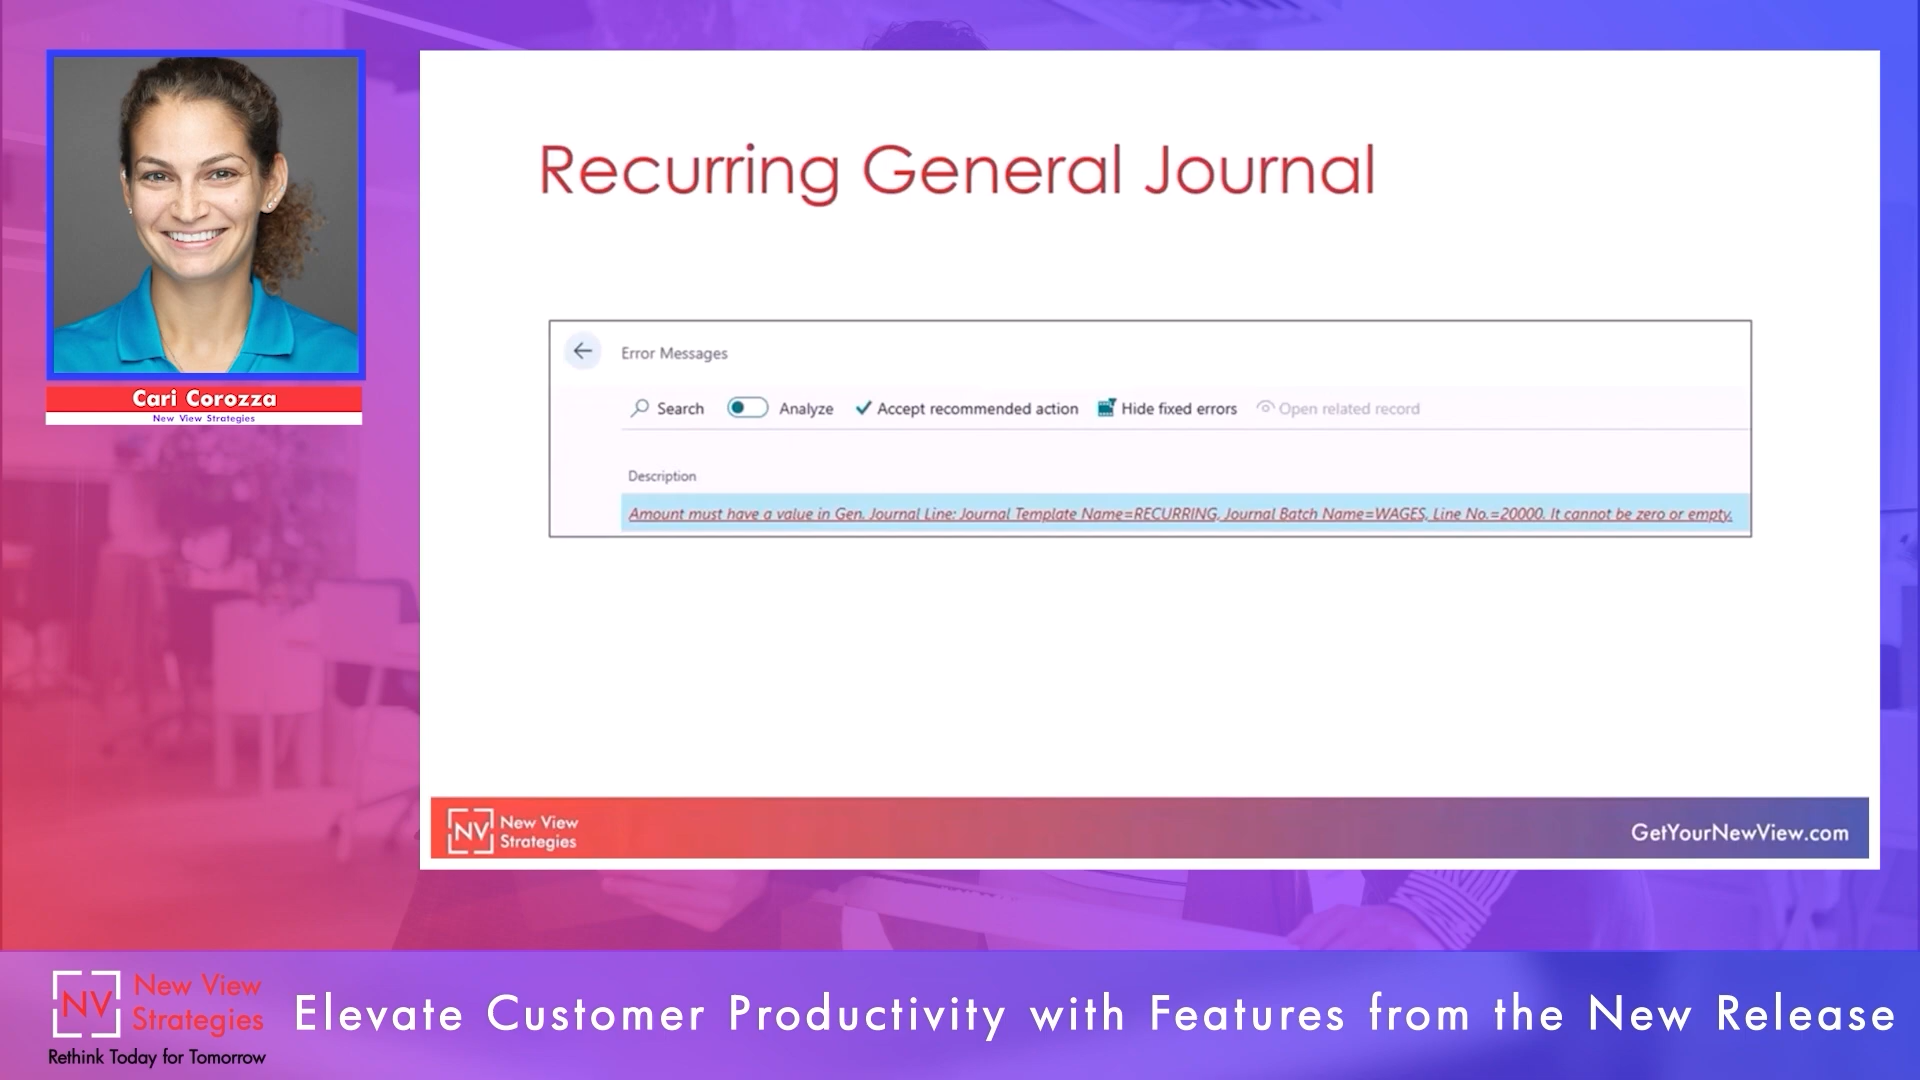 Cari Corozza
New View Strategies
Recurring General Journal
Error Messages
Search Analyze Accept recommended action Hide fixed errors Open related record
Description
Amount must have a value in Gen. Journal Line: Journal Template Name=RECURRING, Journal Batch Name=WAGES, Line No.=20000. It cannot be zero or empty.
NV New View
Strategies
GetYourNewView.com
NV New View
Strategies
Rethink Today for Tomorrow
Elevate Customer Productivity with Features from the New Release